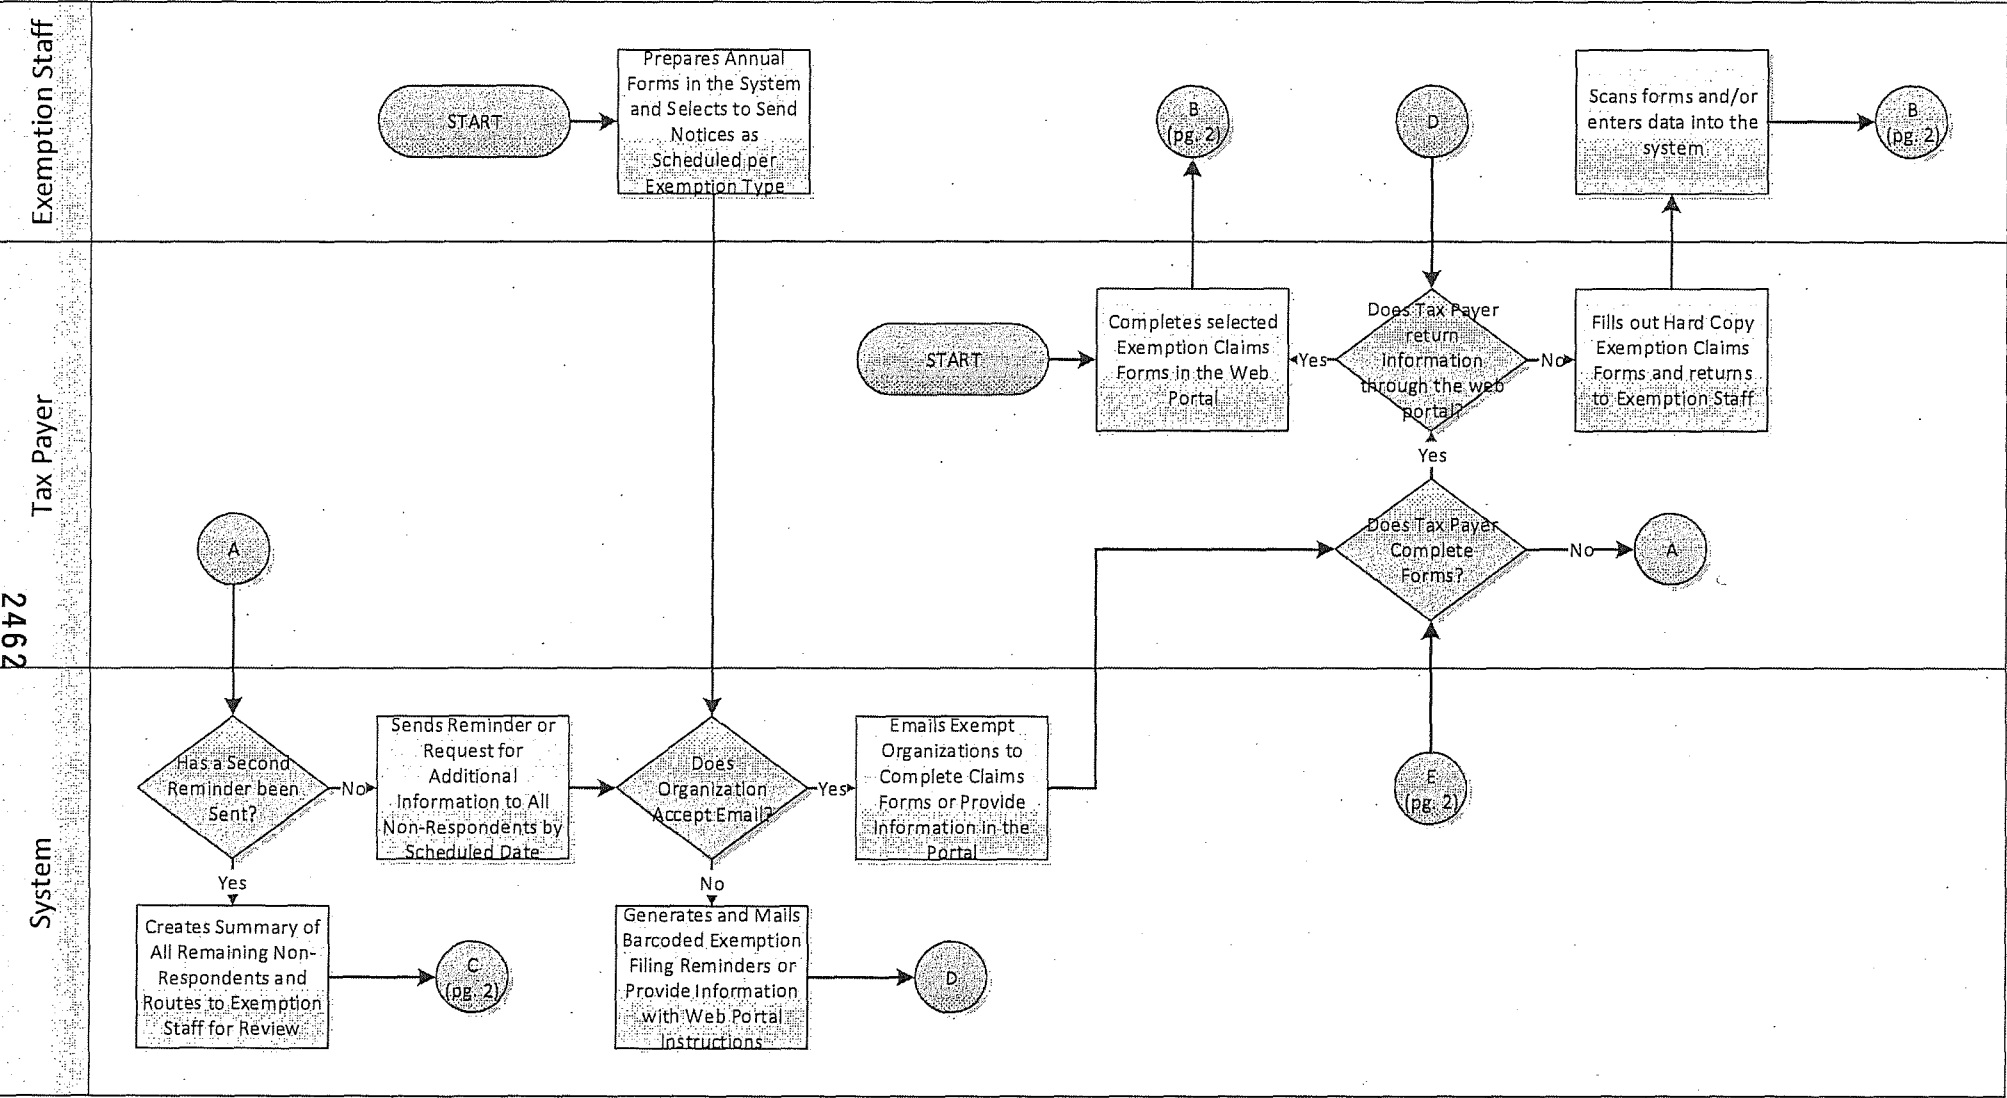 Exemption Staff
START
Prepares Annual
Forms in the System
and Selects to Send
Notices as
Scheduled per
Exemption Type
B
(pg. 2)
D
Scans forms and/or
enters data into the
system
B
(pg. 2)
Tax Payer
START
Completes selected
Exemption Claims
Forms in the Web
Portal
Yes
Does Tax Payer
return
information
through the web
portal?
No
Fills out Hard Copy
Exemption Claims
Forms and returns
to Exemption Staff
Yes
A
Does Tax Payer
Complete
Forms?
No
A
2462
System
Has a Second
Reminder been
Sent?
No
Sends Reminder or
Request for
Additional
Information to All
Non-Respondents by
Scheduled Date
Does
Organization
Accept Email?
Yes
Emails Exempt
Organizations to
Complete Claims
Forms or Provide
Information in the
Portal
E
(pg. 2)
Yes
No
Creates Summary of
All Remaining Non-
Respondents and
Routes to Exemption
Staff for Review
C
(pg. 2)
Generates and Mails
Barcoded Exemption
Filing Reminders or
Provide Information
with Web Portal
Instructions
D